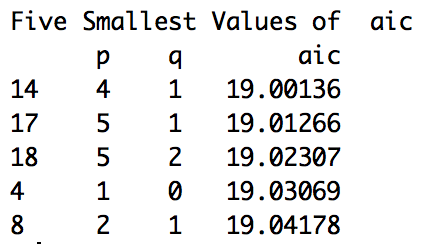 Five Smallest Values of  aic
      p    q        aic
14    4    1   19.00136
17    5    1   19.01266
18    5    2   19.02307
4     1    0   19.03069
8     2    1   19.04178